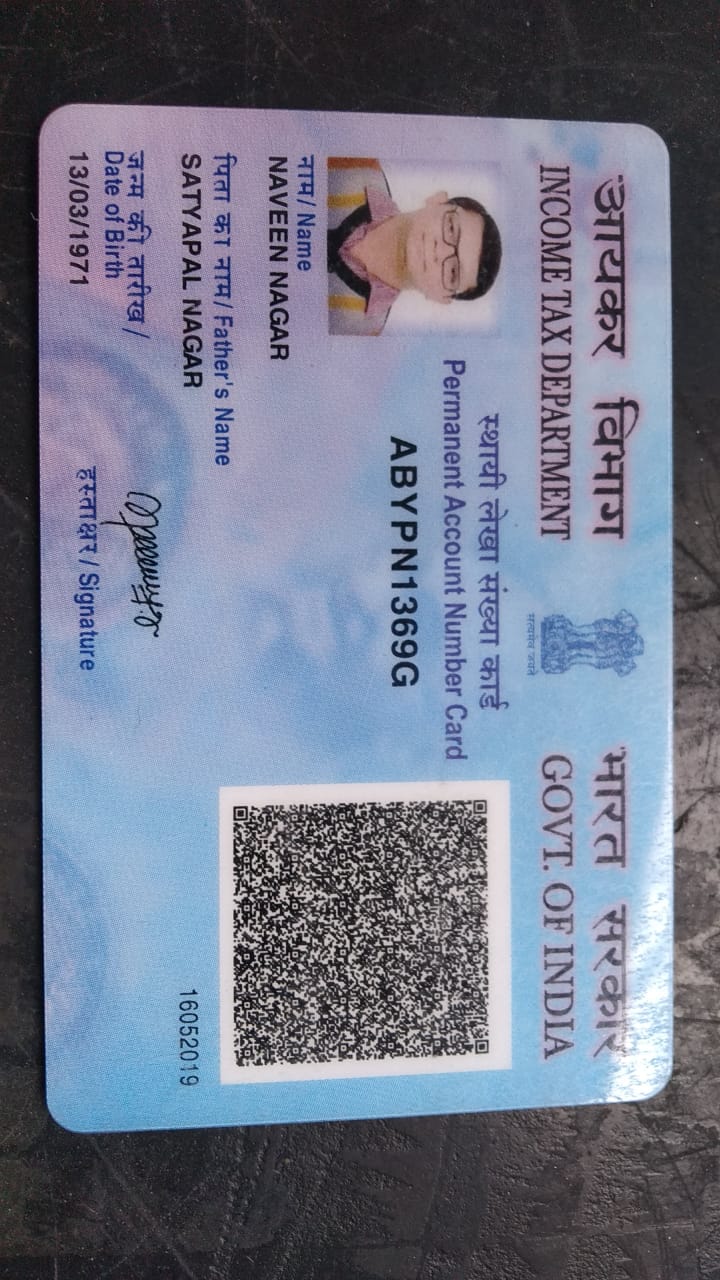 आयकर विभाग
INCOME TAX DEPARTMENT
सत्यमेव जयते
भारत सरकार
GOVT. OF INDIA
स्थायी लेखा संख्या कार्ड
Permanent Account Number Card
ABYPN1369G
नाम / Name
NAVEEN NAGAR
पिता का नाम / Father's Name
SATYAPAL NAGAR
जन्म की तारीख /
Date of Birth
13/03/1971
हस्ताक्षर / Signature
16052019